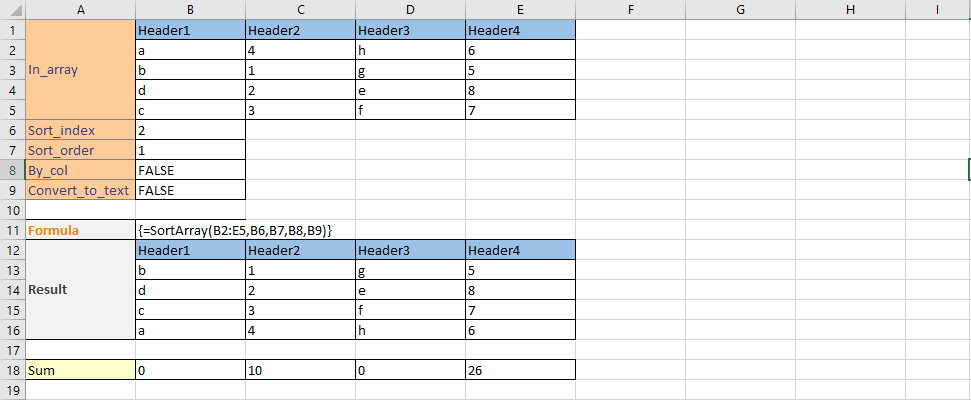 A B C D E F G H I
1 Header1 Header2 Header3 Header4
2 a 4 h 6
3 In_array b 1 g 5
4 d 2 e 8
5 c 3 f 7
6 Sort_index 2
7 Sort_order 1
8 By_col FALSE
9 Convert_to_text FALSE
10
11 Formula {=SortArray(B2:E5,B6,B7,B8,B9)}
12 Header1 Header2 Header3 Header4
13 b 1 g 5
14 Result d 2 e 8
15 c 3 f 7
16 a 4 h 6
17
18 Sum 0 10 0 26
19